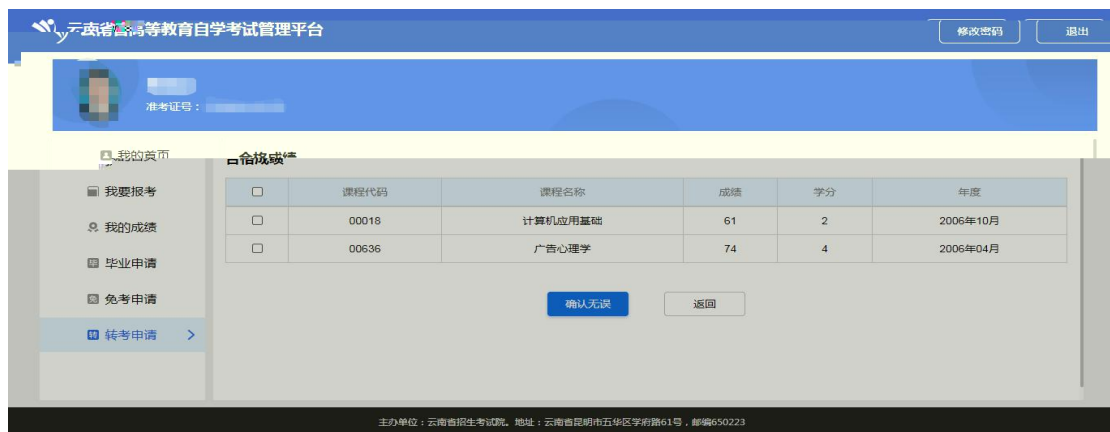 云南省高等教育自学考试管理平台
修改密码 退出
准考证号：
我的首页
合格成绩
我要报考
课程代码 课程名称 成绩 学分 年度
我的成绩
00018 计算机应用基础 61 2 2006年10月
00636 广告心理学 74 4 2006年04月
毕业申请
免考申请
确认无误 返回
转考申请
主办单位：云南省招生考试院。地址：云南省昆明市五华区学府路61号，邮编650223